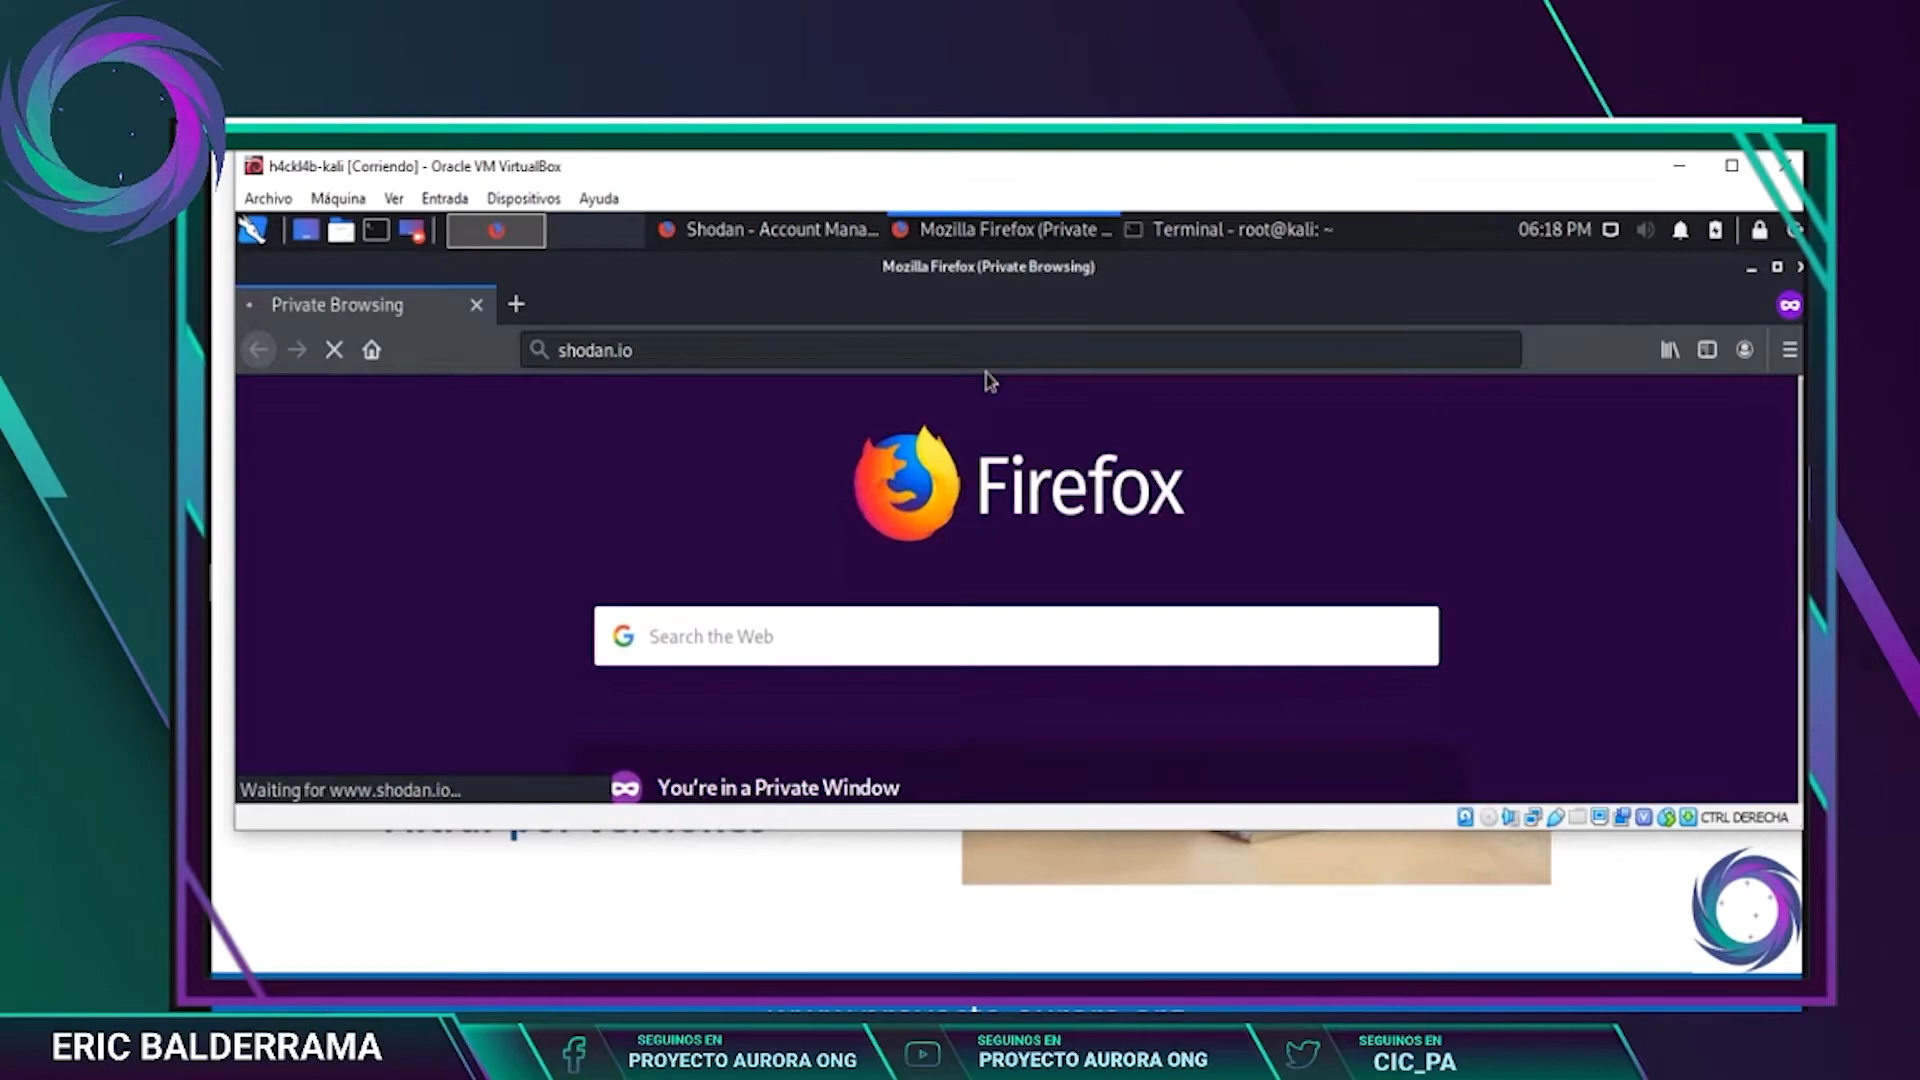 h4ckl4b-kali [Corriendo] - Oracle VM VirtualBox
Archivo Máquina Ver Entrada Dispositivos Ayuda
Shodan - Account Mana... Mozilla Firefox (Private ... Terminal - root@kali: ~ 06:18 PM
Mozilla Firefox (Private Browsing)
Private Browsing
shodan.io
Firefox
Search the Web
You're in a Private Window
Waiting for www.shodan.io...
CTRL DERECHA
ERIC BALDERRAMA
SEGUINOS EN
PROYECTO AURORA ONG
SEGUINOS EN
PROYECTO AURORA ONG
SEGUINOS EN
CIC_PA